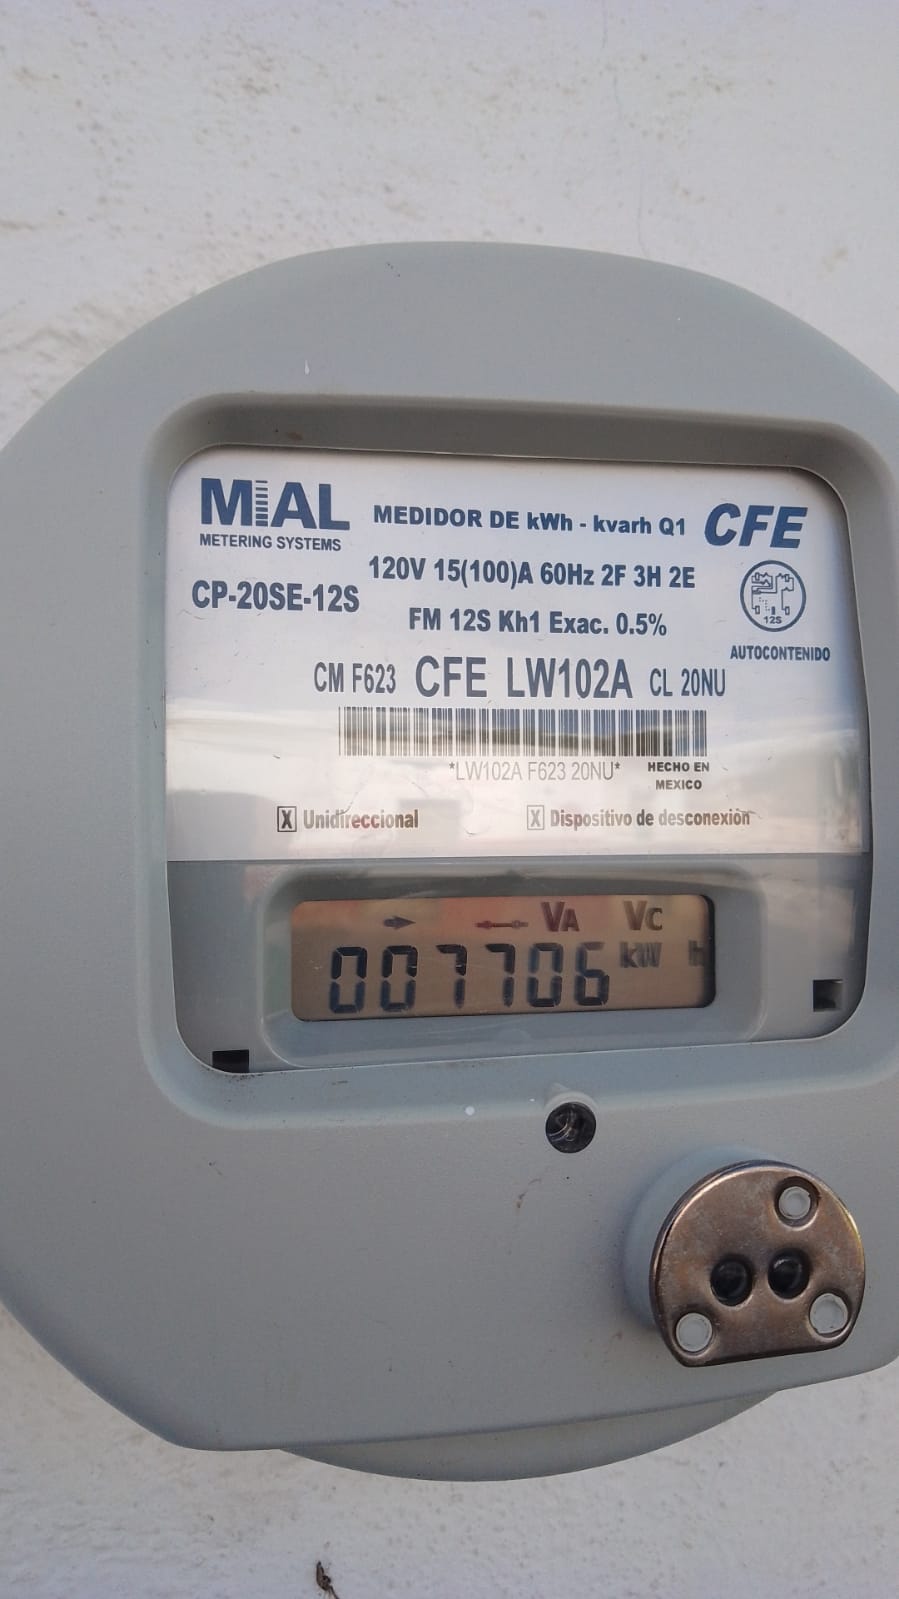 MIAL
METERING SYSTEMS
MEDIDOR DE kWh - kvarh Q1
CFE
CP-20SE-12S
120V 15(100)A 60Hz 2F 3H 2E
FM 12S Kh1 Exac. 0.5%
12S
AUTOCONTENIDO
CM F623 CFE LW102A CL 20NU
*LW102A F623 20NU*
HECHO EN
MEXICO
X Unidireccional
X Dispositivo de desconexión
VA VC
007706 kW h